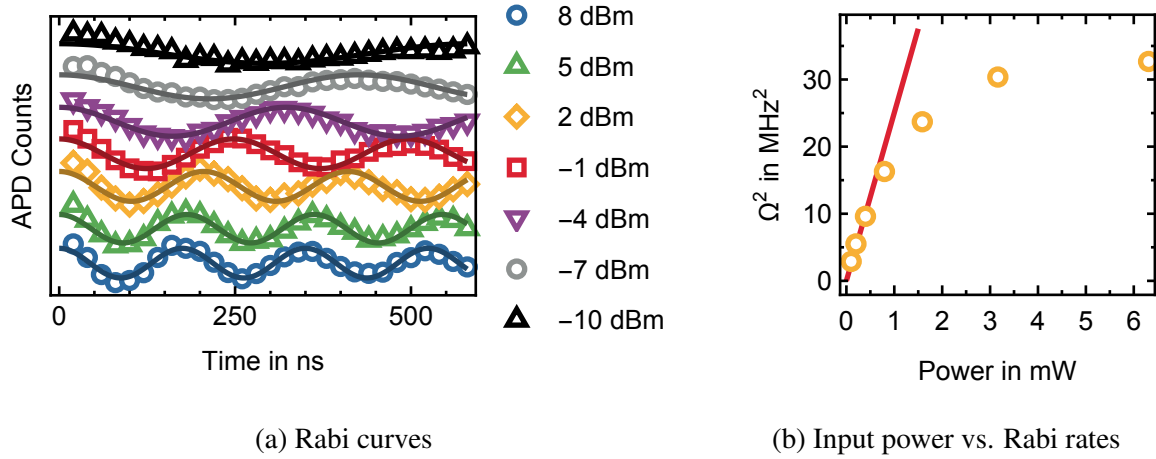 APD Counts
0
250
500
Time in ns
8 dBm
5 dBm
2 dBm
−1 dBm
−4 dBm
−7 dBm
−10 dBm
(a) Rabi curves
Ω² in MHz²
30
20
10
0
0 1 2 3 4 5 6
Power in mW
(b) Input power vs. Rabi rates